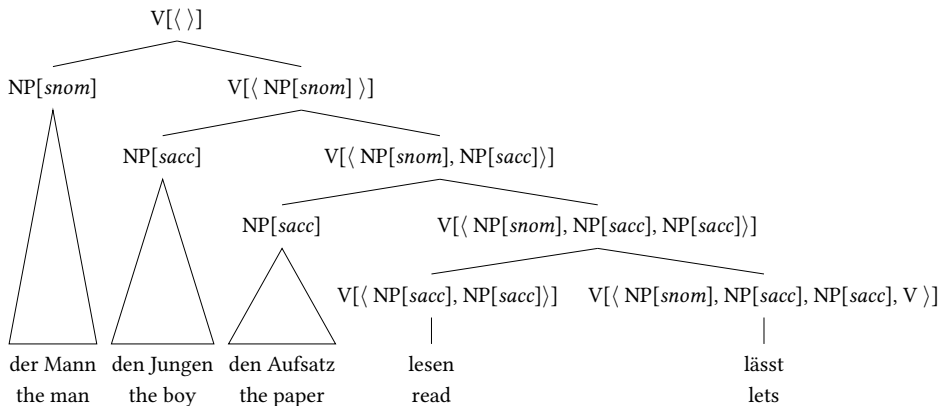 V[⟨ ⟩]
NP[snom] V[⟨ NP[snom] ⟩]
NP[sacc] V[⟨ NP[snom], NP[sacc]⟩]
NP[sacc] V[⟨ NP[snom], NP[sacc], NP[sacc]⟩]
V[⟨ NP[sacc], NP[sacc]⟩] V[⟨ NP[snom], NP[sacc], NP[sacc], V ⟩]
der Mann den Jungen den Aufsatz lesen lässt
the man the boy the paper read lets